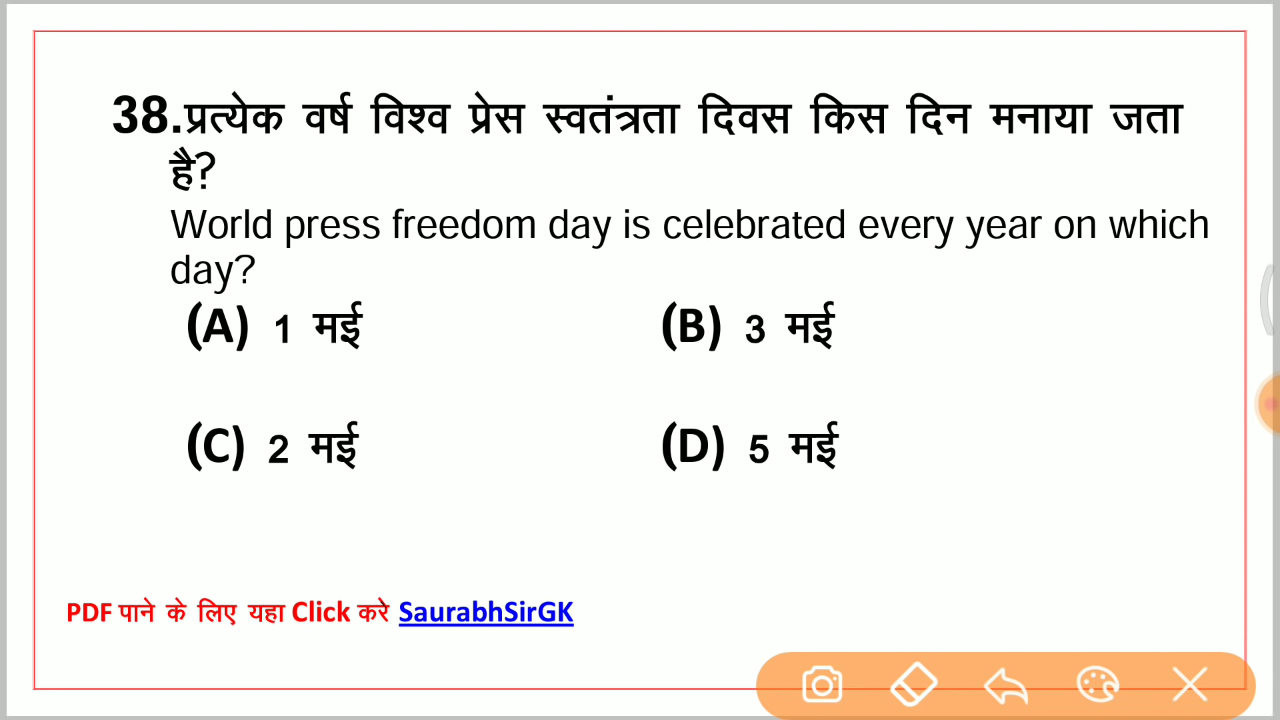 38.प्रत्येक वर्ष विश्व प्रेस स्वतंत्रता दिवस किस दिन मनाया जता
है?
World press freedom day is celebrated every year on which
day?
(A) 1 मई (B) 3 मई
(C) 2 मई (D) 5 मई
PDF पाने के लिए यहा Click करे SaurabhSirGK